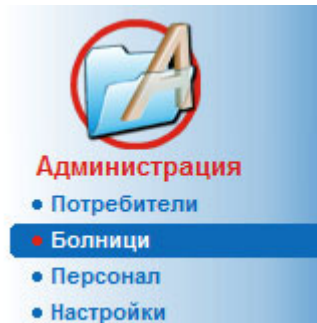 Администрация
Потребители
Болници
Персонал
Настройки